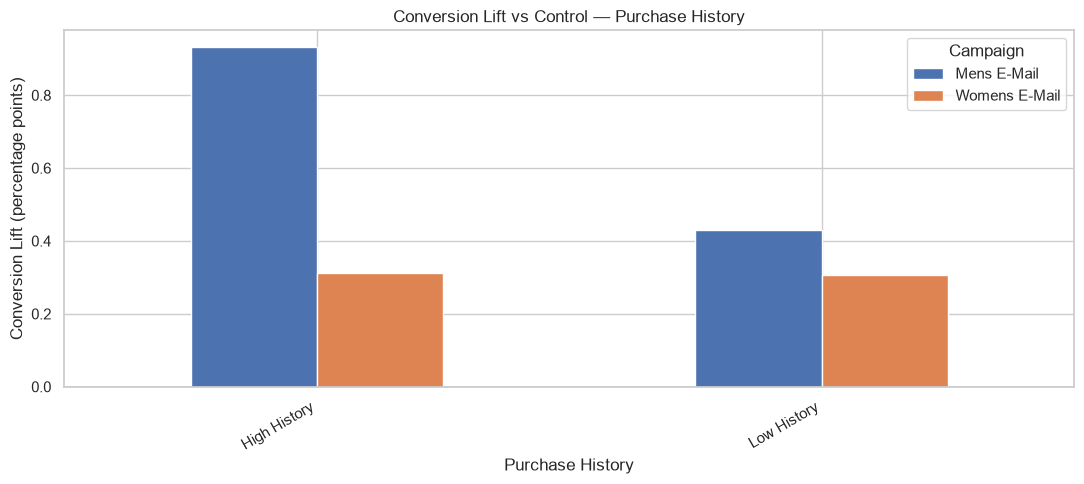 Conversion Lift vs Control — Purchase History
Campaign
Mens E-Mail
Womens E-Mail
Conversion Lift (percentage points)
0.8
0.6
0.4
0.2
0.0
High History
Low History
Purchase History